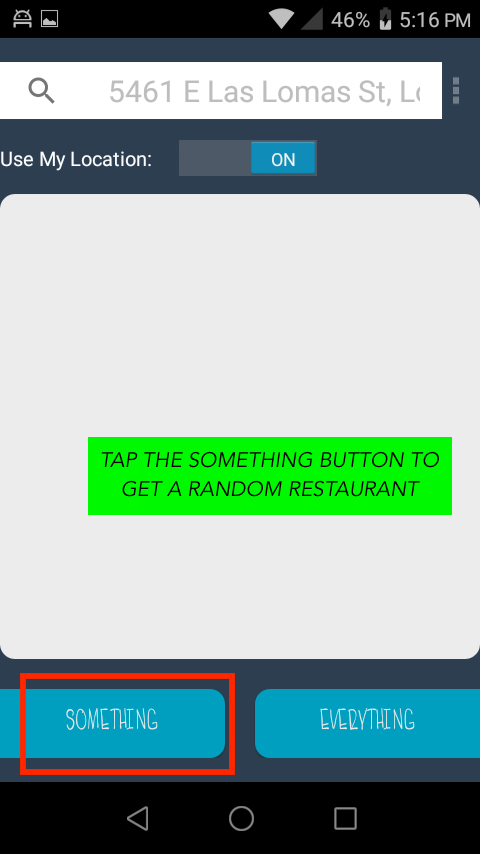 46% 5:16 PM
5461 E Las Lomas St, Lo
Use My Location: ON
TAP THE SOMETHING BUTTON TO
GET A RANDOM RESTAURANT
SOMETHING EVERYTHING